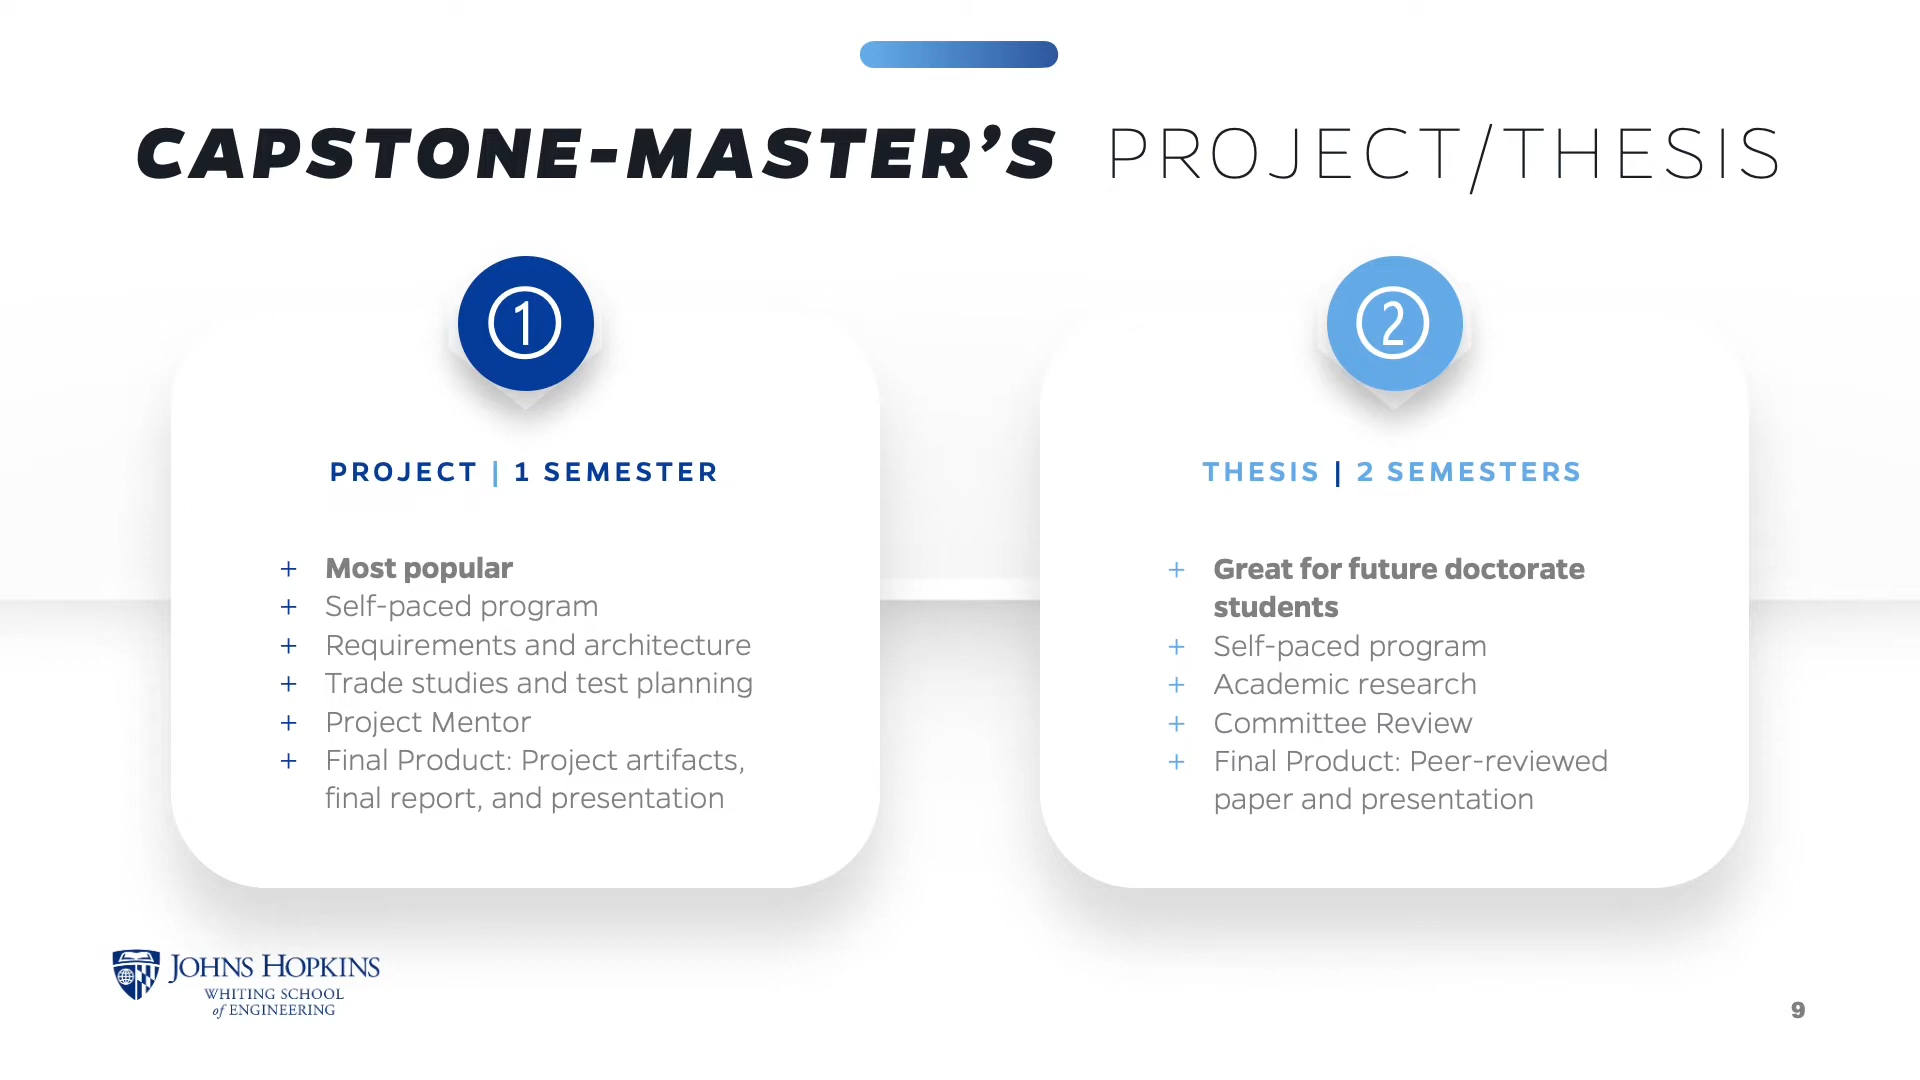 CAPSTONE-MASTER’S PROJECT/THESIS
1
PROJECT | 1 SEMESTER
+ Most popular
+ Self-paced program
+ Requirements and architecture
+ Trade studies and test planning
+ Project Mentor
+ Final Product: Project artifacts,
final report, and presentation
2
THESIS | 2 SEMESTERS
+ Great for future doctorate
students
+ Self-paced program
+ Academic research
+ Committee Review
+ Final Product: Peer-reviewed
paper and presentation
JOHNS HOPKINS
WHITING SCHOOL
of ENGINEERING
9